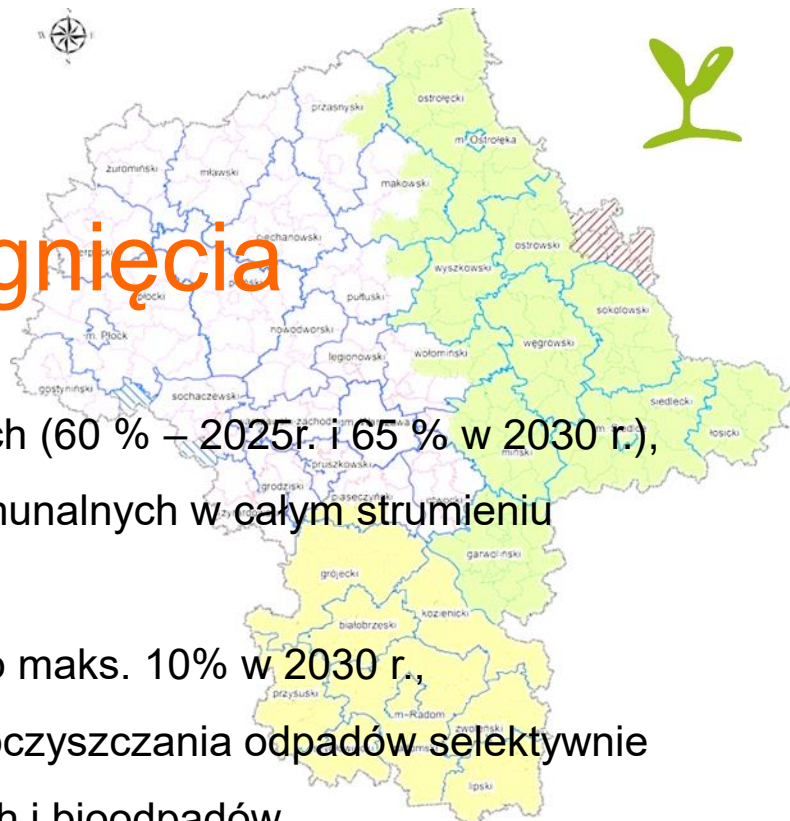 przasnyski
ostrołęcki
m. Ostrołęka
żuromiński
mławski
makowski
gnięcia
ciechanowski
ostrowski
wyszkowski
płocki
pułtuski
sokołowski
m. Płock
nowodworski
legionowski
wołomiński
węgrowski
gostyniński
sochaczewski
siedlecki
ch (60 % – 2025r. i 65 % w 2030 r.),
łosicki
miński
pruszkowski
grodziski
piaseczyński
munalnych w całym strumieniu
garwoliński
grójecki
kozienicki
białobrzeski
o maks. 10% w 2030 r.,
przysuski
m-Radom
zwoleński
oczyszczania odpadów selektywnie
lipski
h i bioodpadów